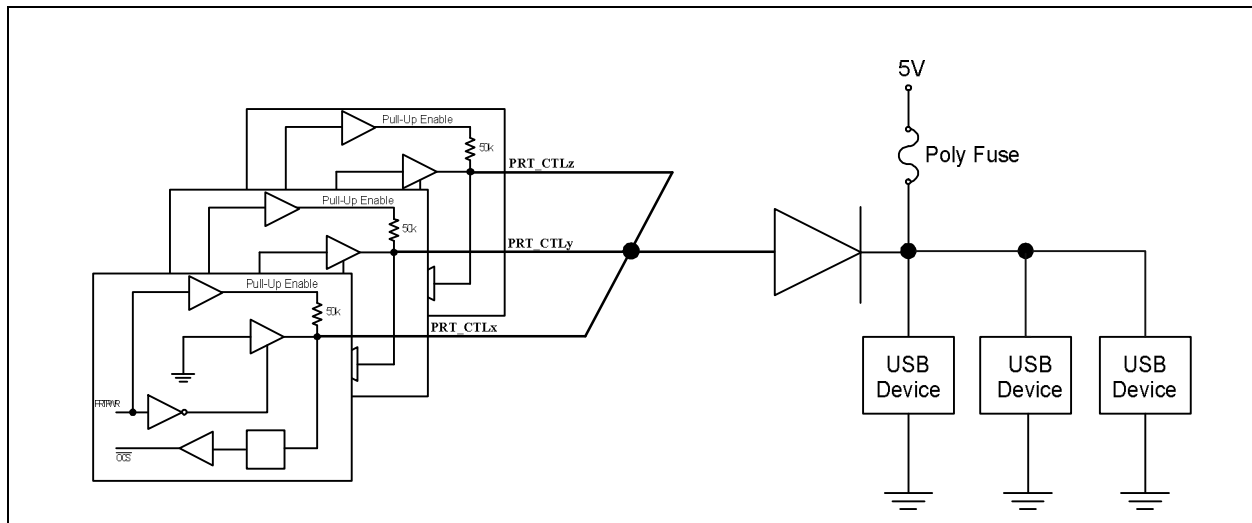 5V
Poly Fuse
Pull-Up Enable
50k
PRT_CTLz
Pull-Up Enable
50k
PRT_CTLy
Pull-Up Enable
50k
PRT_CTLx
PRTPWR
OCS
USB
Device
USB
Device
USB
Device